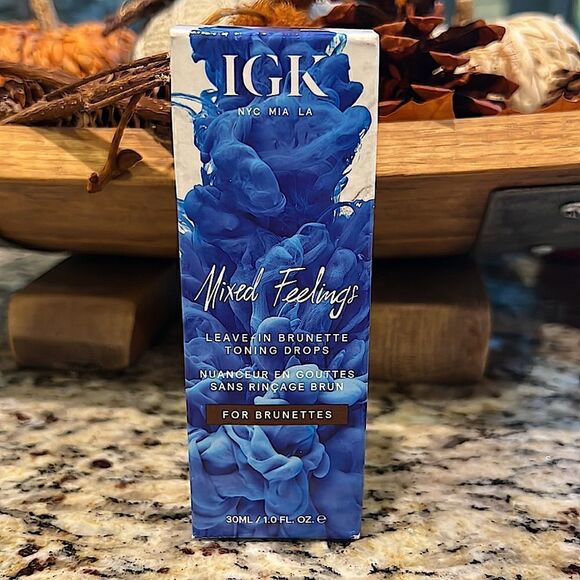 IGK
NYC MIA LA
Mixed Feelings
LEAVE-IN BRUNETTE
TONING DROPS
NUANCEUR EN GOUTTES
SANS RINÇAGE BRUN
FOR BRUNETTES
30ML / 1.0 FL. OZ. ℮